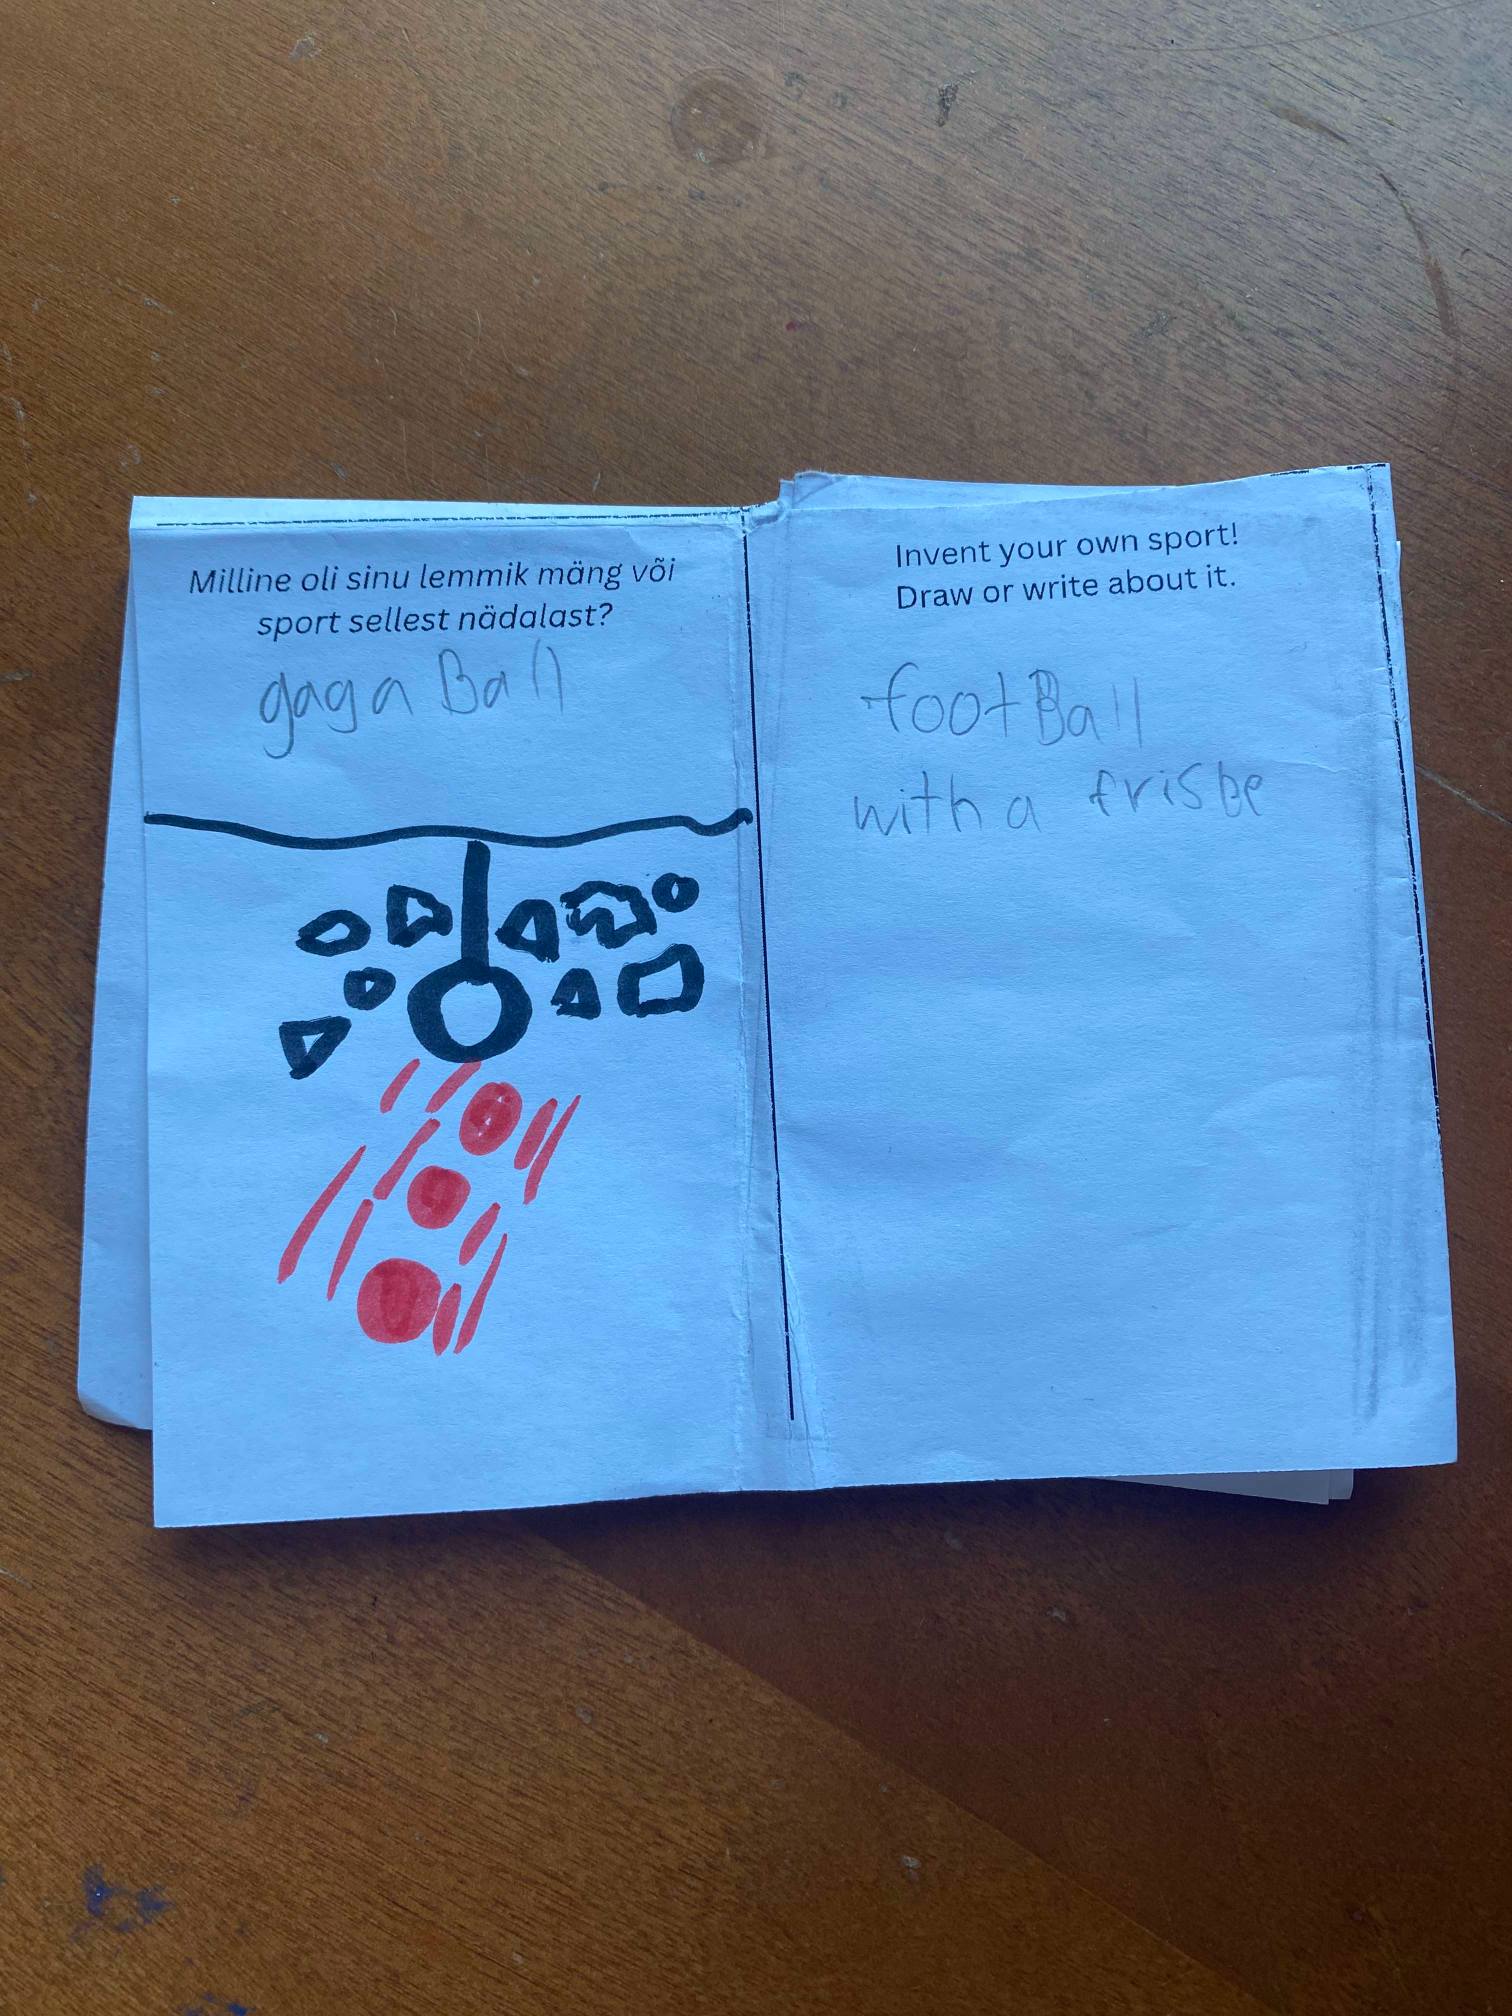 Milline oli sinu lemmik mäng või
sport sellest nädalast?
gaga Ball
Invent your own sport!
Draw or write about it.
footBall
with a frisbe